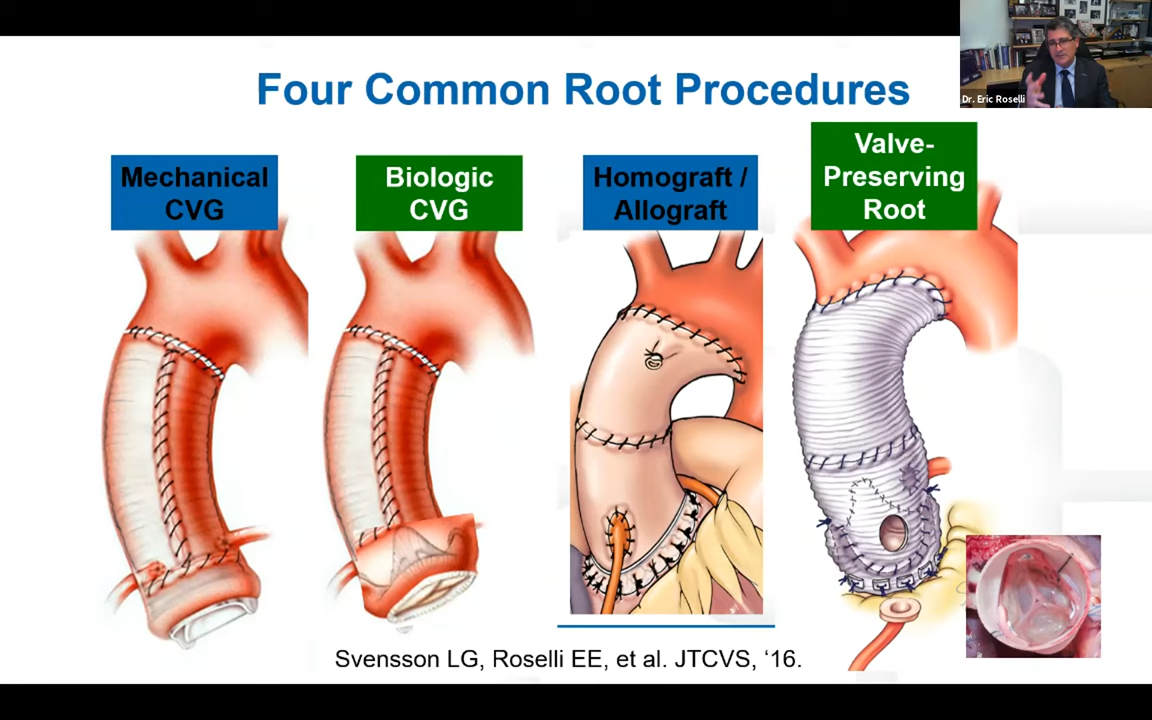 Four Common Root Procedures
Dr. Eric Roselli
Mechanical
CVG
Biologic
CVG
Homograft /
Allograft
Valve-
Preserving
Root
Svensson LG, Roselli EE, et al. JTCVS, ‘16.